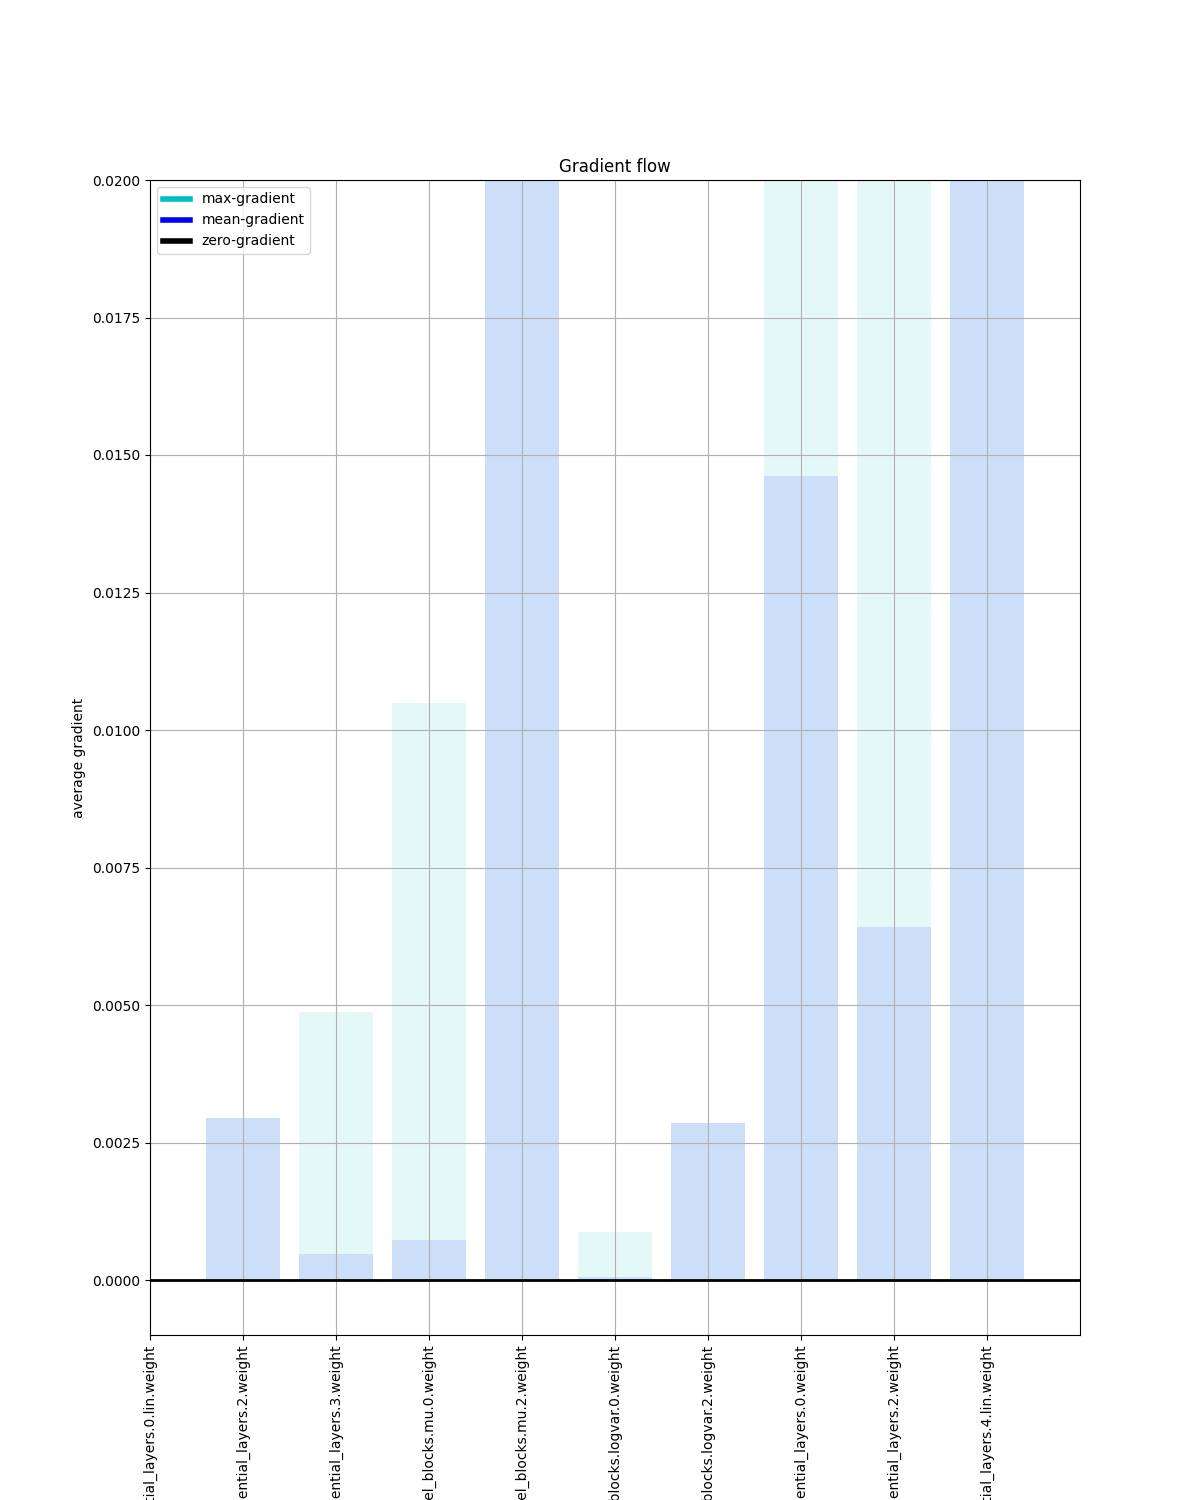 Gradient flow
max-gradient
mean-gradient
zero-gradient
0.0200
0.0175
0.0150
0.0125
0.0100
0.0075
0.0050
0.0025
0.0000
average gradient
tial_layers.0.lin.weight
ential_layers.2.weight
ential_layers.3.weight
el_blocks.mu.0.weight
el_blocks.mu.2.weight
blocks.logvar.0.weight
blocks.logvar.2.weight
ential_layers.0.weight
ential_layers.2.weight
tial_layers.4.lin.weight